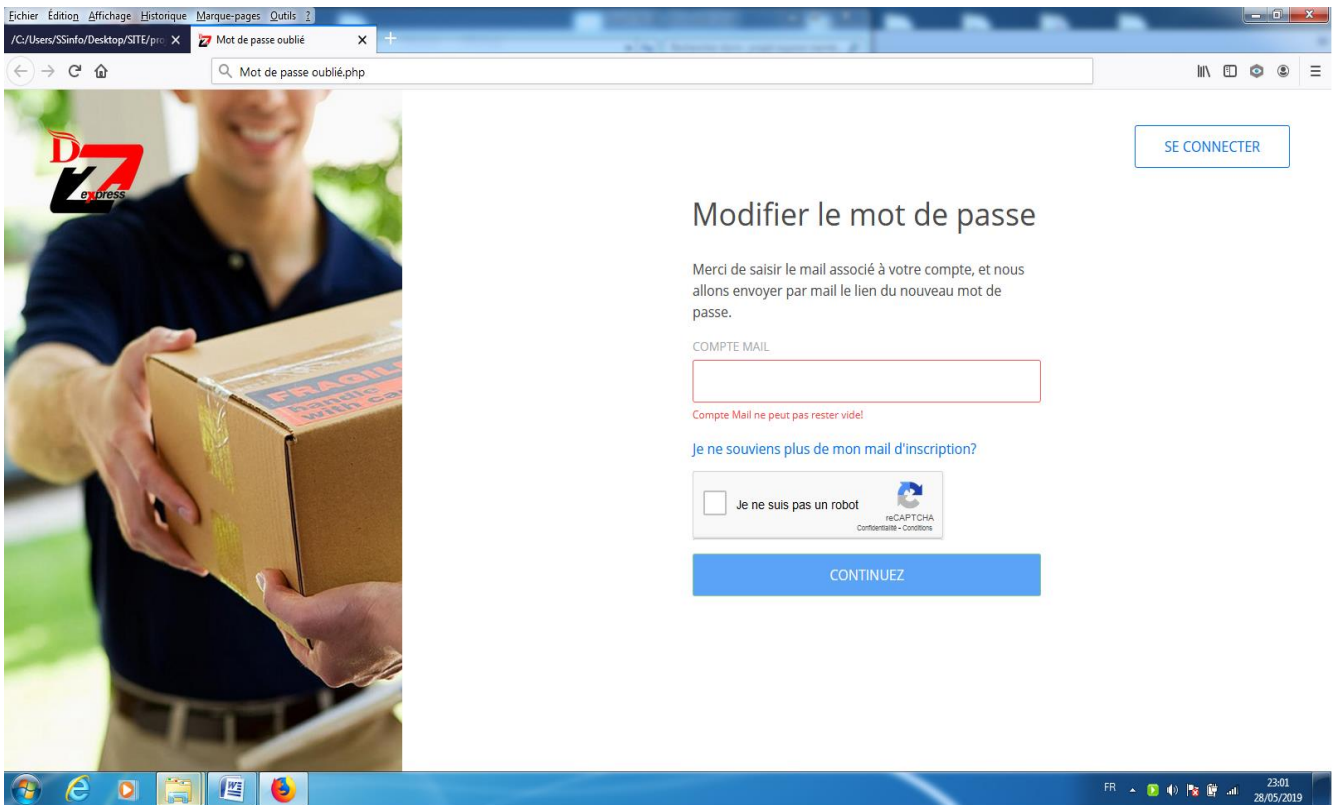 Fichier Édition Affichage Historique Marque-pages Outils ?
/C:/Users/SSinfo/Desktop/SITE/pro X Mot de passe oublié X +
Mot de passe oublié.php
DZ express
SE CONNECTER
Modifier le mot de passe
Merci de saisir le mail associé à votre compte, et nous
allons envoyer par mail le lien du nouveau mot de
passe.
COMPTE MAIL
Compte Mail ne peut pas rester vide!
Je ne souviens plus de mon mail d'inscription?
FRAGILE
handle
with ca
Je ne suis pas un robot
reCAPTCHA
Confidentialité - Conditions
CONTINUEZ
FR
23:01
28/05/2019